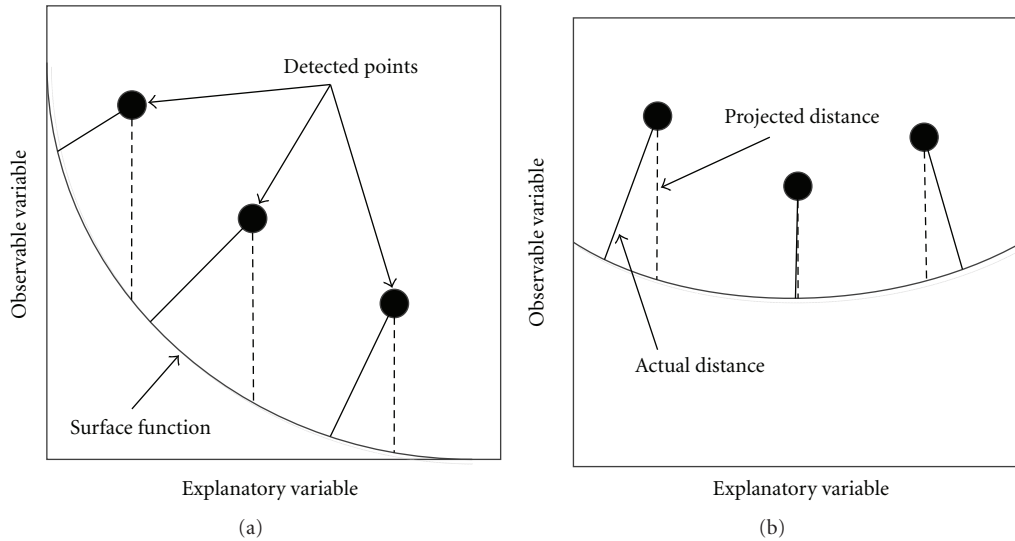 Detected points
Observable variable
Surface function
Explanatory variable
(a)
Projected distance
Observable variable
Actual distance
Explanatory variable
(b)